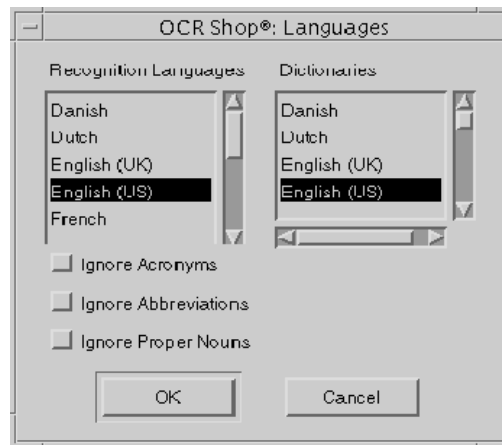 OCR Shop®: Languages
Recognition Languages
Danish
Dutch
English (UK)
English (US)
French
Dictionaries
Danish
Dutch
English (UK)
English (US)
Ignore Acronyms
Ignore Abbreviations
Ignore Proper Nouns
OK
Cancel